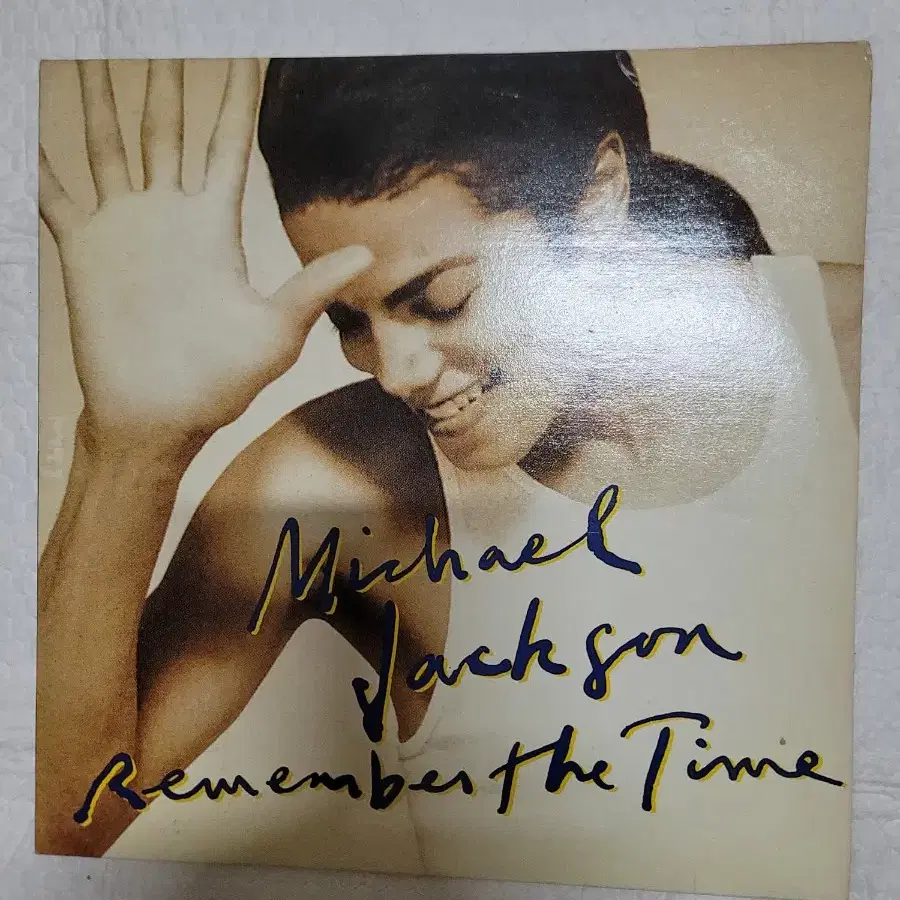 Michael
Jackson
Remember the Time